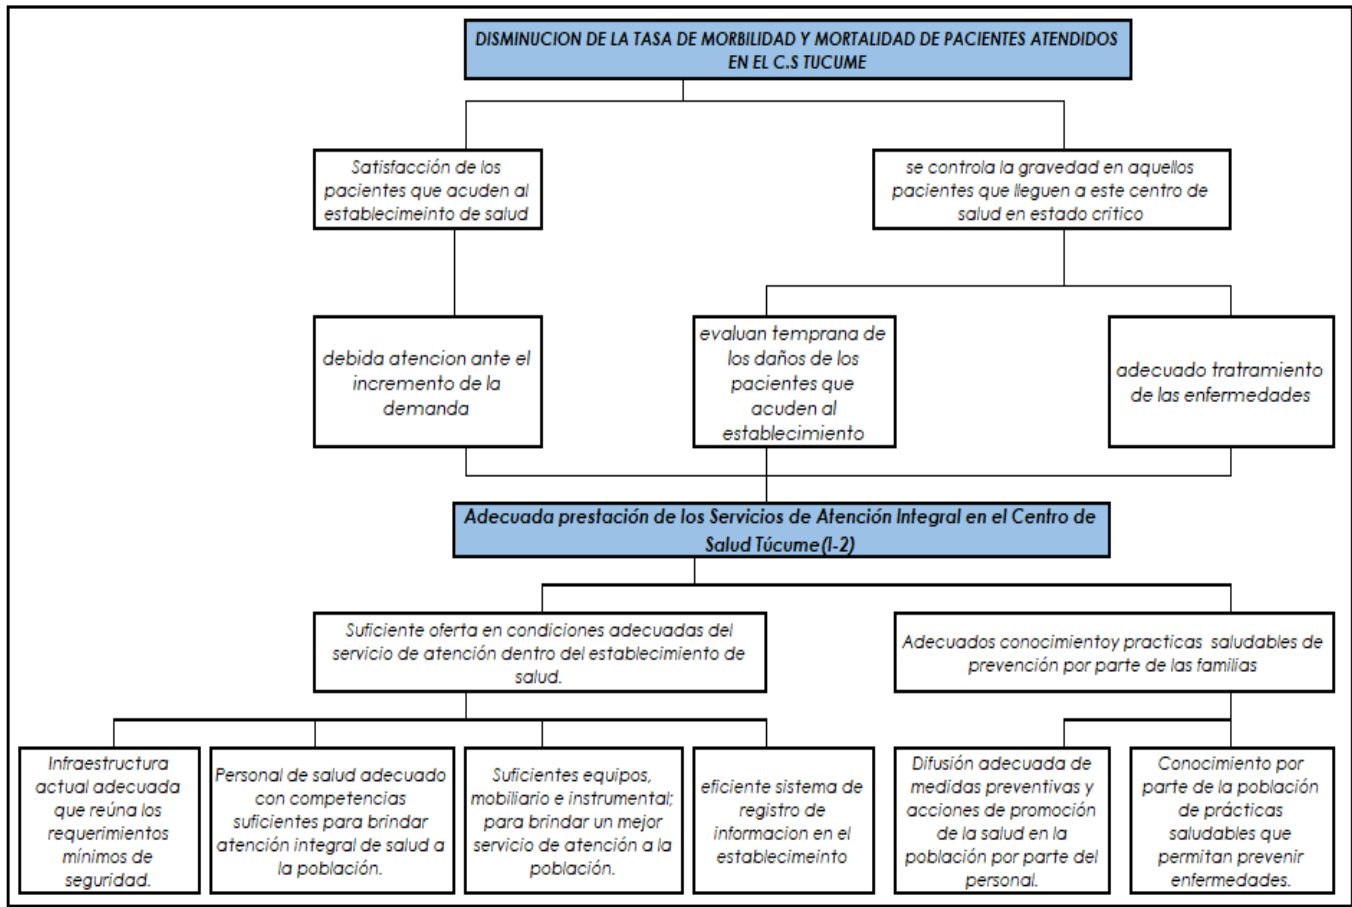 DISMINUCION DE LA TASA DE MORBILIDAD Y MORTALIDAD DE PACIENTES ATENDIDOS
EN EL C.S TUCUME
Satisfacción de los
pacientes que acuden al
establecimeinto de salud
se controla la gravedad en aquellos
pacientes que lleguen a este centro de
salud en estado critico
debida atencion ante el
incremento de la
demanda
evaluan temprana de
los daños de los
pacientes que
acuden al
establecimiento
adecuado tratramiento
de las enfermedades
Adecuada prestación de los Servicios de Atención Integral en el Centro de
Salud Túcume(I-2)
Suficiente oferta en condiciones adecuadas del
servicio de atención dentro del establecimiento de
salud.
Adecuados conocimientoy practicas saludables de
prevención por parte de las familias
Infraestructura
actual adecuada
que reúna los
requerimientos
mínimos de
seguridad.
Personal de salud adecuado
con competencias
suficientes para brindar
atención integral de salud a
la población.
Suficientes equipos,
mobiliario e instrumental;
para brindar un mejor
servicio de atención a la
población.
eficiente sistema de
registro de
informacion en el
establecimeinto
Difusión adecuada de
medidas preventivas y
acciones de promoción
de la salud en la
población por parte del
personal.
Conocimiento por
parte de la población
de prácticas
saludables que
permitan prevenir
enfermedades.